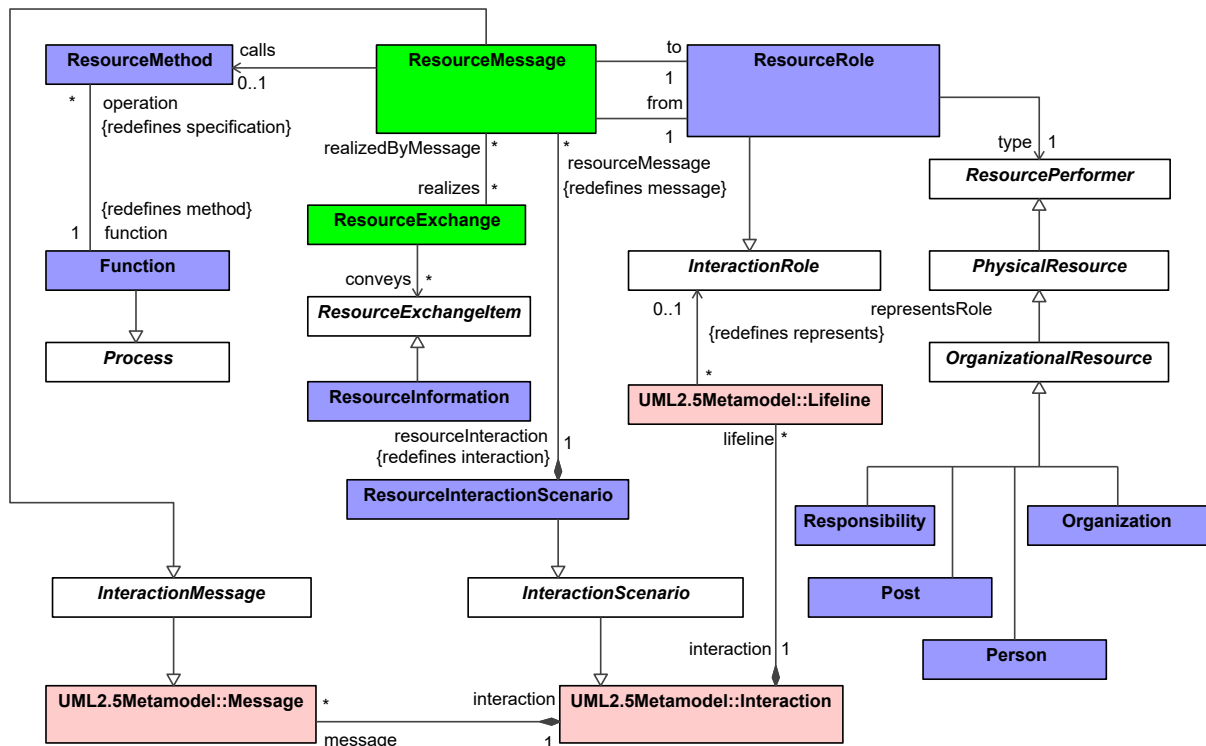 calls
to
ResourceMethod
ResourceMessage
ResourceRole
0..1
1
*
operation
from
{redefines specification}
1
realizedByMessage
*
*
resourceMessage
type
1
realizes
*
{redefines message}
ResourcePerformer
{redefines method}
ResourceExchange
1
function
Function
conveys
*
InteractionRole
PhysicalResource
ResourceExchangeItem
0..1
representsRole
{redefines represents}
Process
OrganizationalResource
*
ResourceInformation
UML2.5Metamodel::Lifeline
resourceInteraction
1
lifeline
*
{redefines interaction}
ResourceInteractionScenario
Responsibility
Organization
InteractionMessage
InteractionScenario
Post
interaction
1
Person
UML2.5Metamodel::Message
*
interaction
UML2.5Metamodel::Interaction
message
1